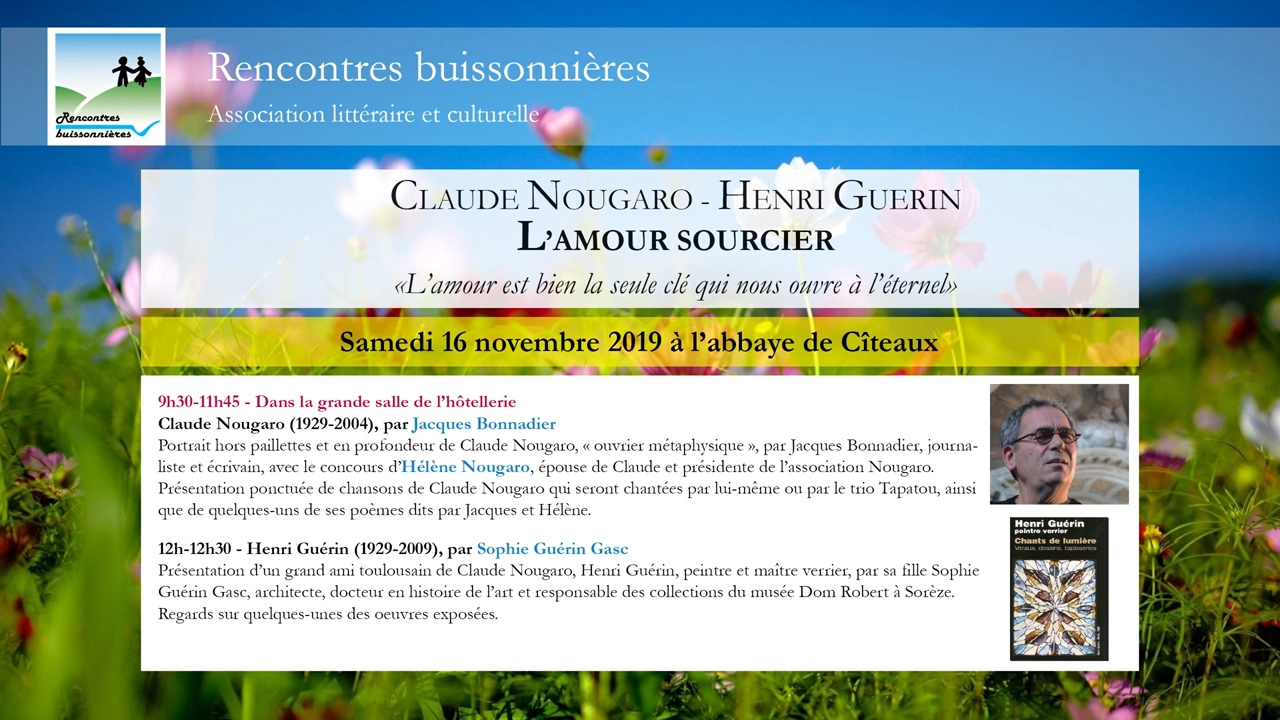 Rencontres buissonnières
Association littéraire et culturelle
Rencontres
buissonnières
CLAUDE NOUGARO - HENRI GUERIN
L'AMOUR SOURCIER
«L'amour est bien la seule clé qui nous ouvre à l'éternel»
Samedi 16 novembre 2019 à l'abbaye de Cîteaux
9h30-11h45 - Dans la grande salle de l'hôtellerie
Claude Nougaro (1929-2004), par Jacques Bonnadier
Portrait hors paillettes et en profondeur de Claude Nougaro, « ouvrier métaphysique », par Jacques Bonnadier, journa-
liste et écrivain, avec le concours d'Hélène Nougaro, épouse de Claude et présidente de l'association Nougaro.
Présentation ponctuée de chansons de Claude Nougaro qui seront chantées par lui-même ou par le trio Tapatou, ainsi
que de quelques-uns de ses poèmes dits par Jacques et Hélène.
12h-12h30 - Henri Guérin (1929-2009), par Sophie Guérin Gasc
Présentation d'un grand ami toulousain de Claude Nougaro, Henri Guérin, peintre et maître verrier, par sa fille Sophie
Guérin Gasc, architecte, docteur en histoire de l'art et responsable des collections du musée Dom Robert à Sorèze.
Regards sur quelques-unes des oeuvres exposées.
Henri Guérin
peintre verrier
Chants de lumière
Vitraux, dessins, tapisseries